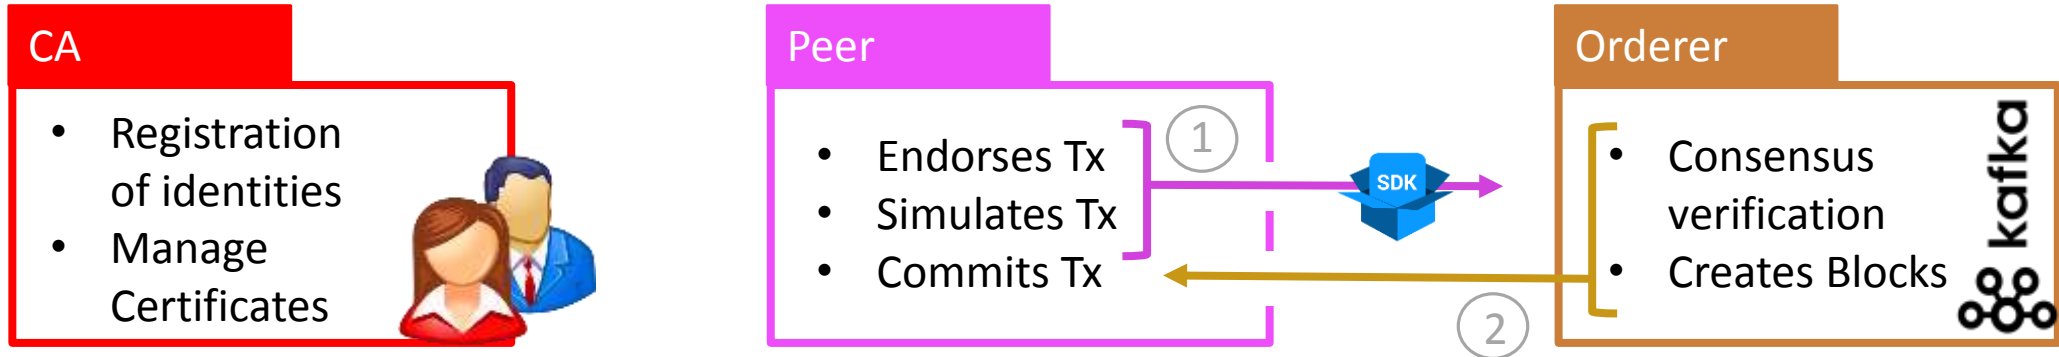 CA
• Registration
of identities
• Manage
Certificates
Peer
• Endorses Tx
• Simulates Tx
• Commits Tx
1
SDK
2
Orderer
• Consensus
verification
• Creates Blocks
kafka